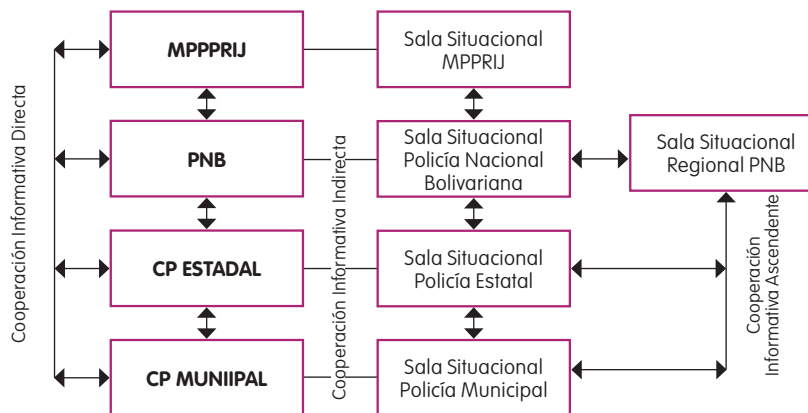 Cooperación Informativa Directa
MPPPRIJ
Sala Situacional
MPPRIJ
PNB
Cooperación Informativa Indirecta
Sala Situacional
Policía Nacional
Bolivariana
Sala Situacional
Regional PNB
CP ESTADAL
Sala Situacional
Policía Estatal
Cooperación
Informativa Ascendente
CP MUNIIPAL
Sala Situacional
Policía Municipal